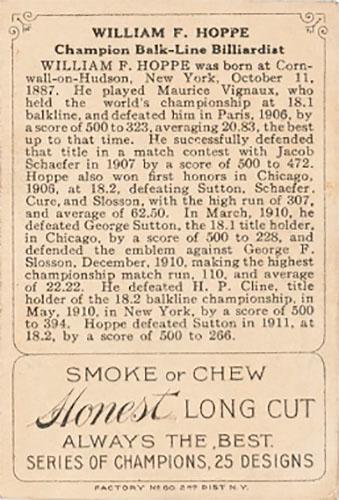 WILLIAM F. HOPPE
Champion Balk-Line Billiardist
WILLIAM F. HOPPE was born at Corn-
wall-on-Hudson, New York, October 11,
1887. He played Maurice Vignaux, who
held the world's championship at 18.1
balkline, and defeated him in Paris, 1906, by
a score of 500 to 323, averaging 20.83, the best
up to that time. He successfully defended
that title in a match contest with Jacob
Schaefer in 1907 by a score of 500 to 472.
Hoppe also won first honors in Chicago,
1906, at 18.2, defeating Sutton, Schaefer,
Cure, and Slosson, with the high run of 307,
and average of 62.50. In March, 1910, he
defeated George Sutton, the 18.1 title holder,
in Chicago, by a score of 500 to 228, and
defended the emblem against George F.
Slosson, December, 1910, making the highest
championship match run, 110, and average
of 22.22. He defeated H. P. Cline, title
holder of the 18.2 balkline championship, in
May, 1910, in New York, by a score of 500
to 394. Hoppe defeated Sutton in 1911, at
18.2, by a score of 500 to 266.
SMOKE or CHEW
Honest LONG CUT
ALWAYS THE BEST.
SERIES OF CHAMPIONS, 25 DESIGNS
FACTORY No 60 2ND DIST N.Y.